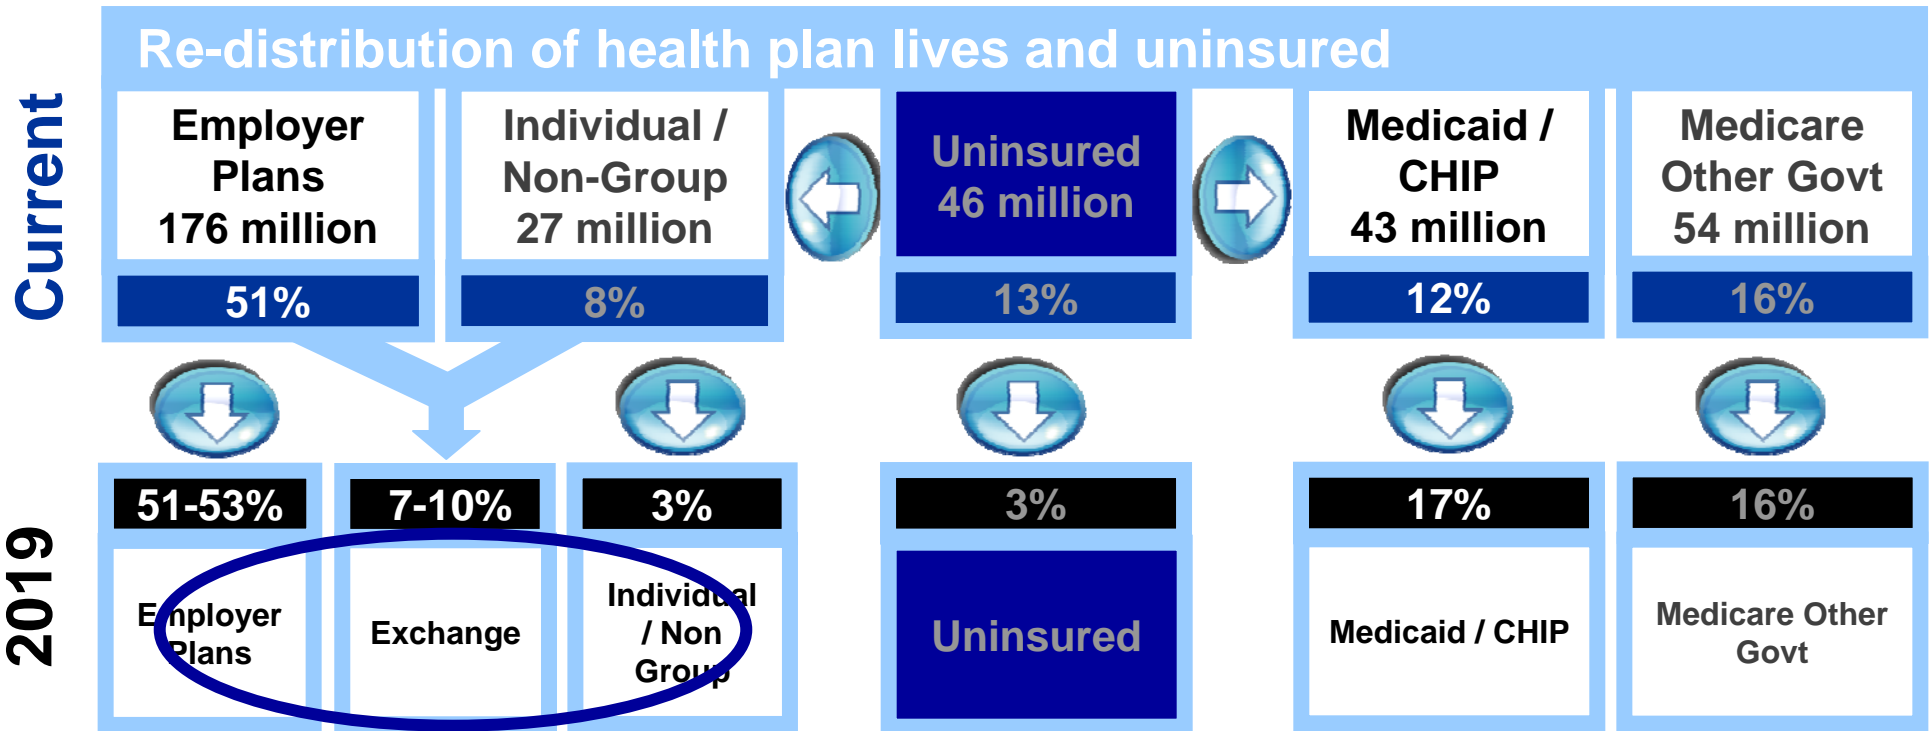 Re-distribution of health plan lives and uninsured
Current
Employer
Plans
176 million
Individual /
Non-Group
27 million
Uninsured
46 million
Medicaid /
CHIP
43 million
Medicare
Other Govt
54 million
51%
8%
13%
12%
16%
2019
51-53%
7-10%
3%
3%
17%
16%
Employer
Plans
Exchange
Individual
/ Non
Group
Uninsured
Medicaid / CHIP
Medicare Other
Govt